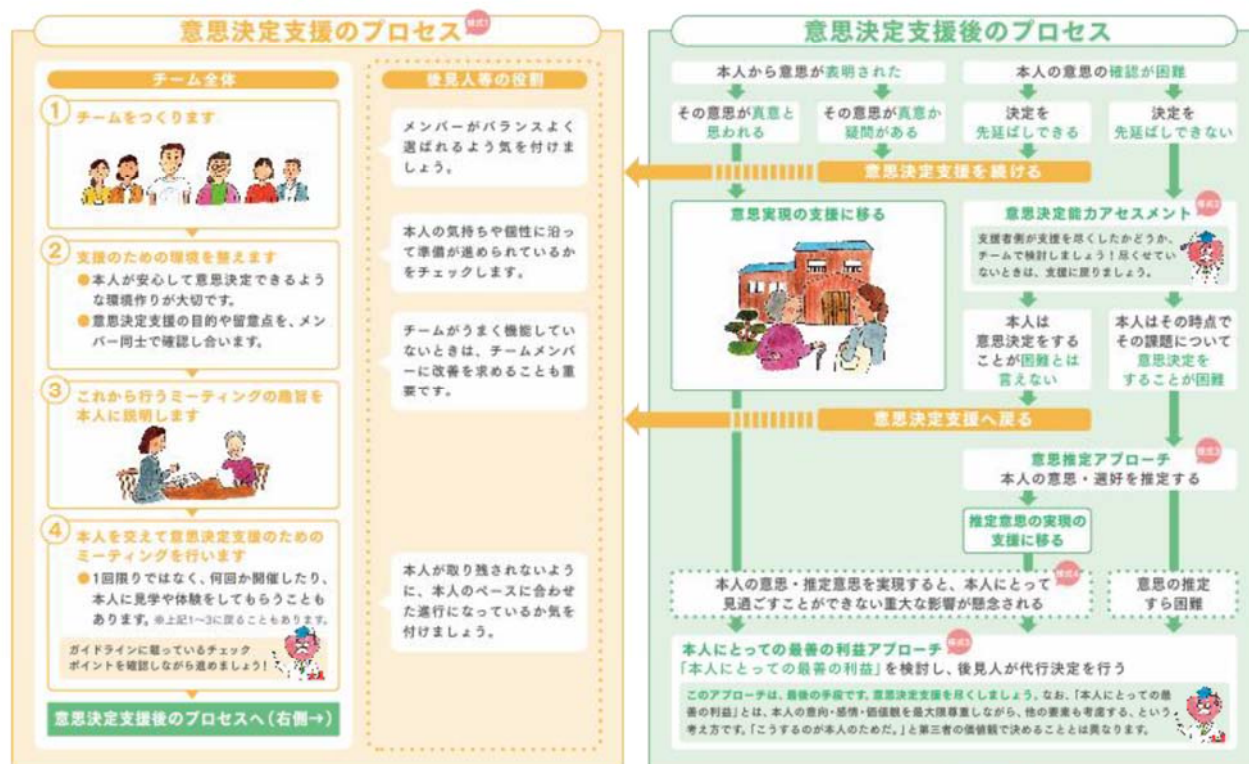 意思決定支援のプロセス
様式1
チーム全体
① チームをつくります
② 支援のための環境を整えます
●本人が安心して意思決定できるよう
な環境作りが大切です。
●意思決定支援の目的や留意点を、メン
バー同士で確認し合います。
③ これから行うミーティングの趣旨を
本人に説明します
④ 本人を交えて意思決定支援のための
ミーティングを行います
●1回限りではなく、何回か開催したり、
本人に見学や体験をしてもらうことも
あります。※上記1~3に戻ることもあります。
ガイドラインに載っているチェック
ポイントを確認しながら進めましょう!
意思決定支援後のプロセスへ(右側→)
後見人等の役割
メンバーがバランスよく
選ばれるよう気を付けま
しょう。
本人の気持ちや個性に沿っ
て準備が進められているか
をチェックします。
チームがうまく機能してい
ないときは、チームメンバ
ーに改善を求めることも重
要です。
本人が取り残されないよう
に、本人のペースに合わせ
た進行になっているか気を
付けましょう。
意思決定支援後のプロセス
本人から意思が表明された
本人の意思の確認が困難
その意思が真意と
思われる
その意思が真意か
疑問がある
決定を
先延ばしできる
決定を
先延ばしできない
意思決定支援を続ける
意思実現の支援に移る
様式2
意思決定能力アセスメント
支援者側が支援を尽くしたかどうか、
チームで検討しましょう!尽くせてい
ないときは、支援に戻りましょう。
本人は
意思決定をする
ことが困難とは
言えない
本人はその時点で
その課題について
意思決定を
することが困難
意思決定支援へ戻る
様式3
意思推定アプローチ
本人の意思・選好を推定する
推定意思の実現の
支援に移る
様式4
本人の意思・推定意思を実現すると、本人にとって
見過ごすことができない重大な影響が懸念される
意思の推定
すら困難
様式5
本人にとっての最善の利益アプローチ
「本人にとっての最善の利益」を検討し、後見人が代行決定を行う
このアプローチは、最後の手段です。意思決定支援を尽くしましょう。なお、「本人にとっての最
善の利益」とは、本人の意向・感情・価値観を最大限尊重しながら、他の要素も考慮する、という
考え方です。「こうするのが本人のためだ。」と第三者の価値観で決めることとは異なります。